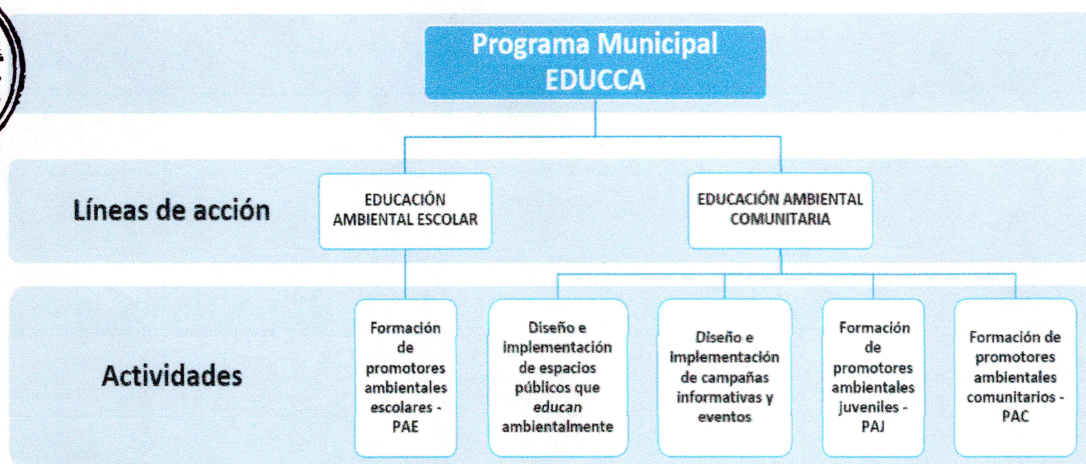 Programa Municipal
EDUCCA
Líneas de acción
EDUCACIÓN
AMBIENTAL ESCOLAR
EDUCACIÓN AMBIENTAL
COMUNITARIA
Actividades
Formación
de
promotores
ambientales
escolares -
PAE
Diseño e
implementación
de espacios
públicos que
educan
ambientalmente
Diseño e
implementación
de campañas
informativas y
eventos
Formación
de
promotores
ambientales
juveniles -
PAJ
Formación de
promotores
ambientales
comunitarios -
PAC